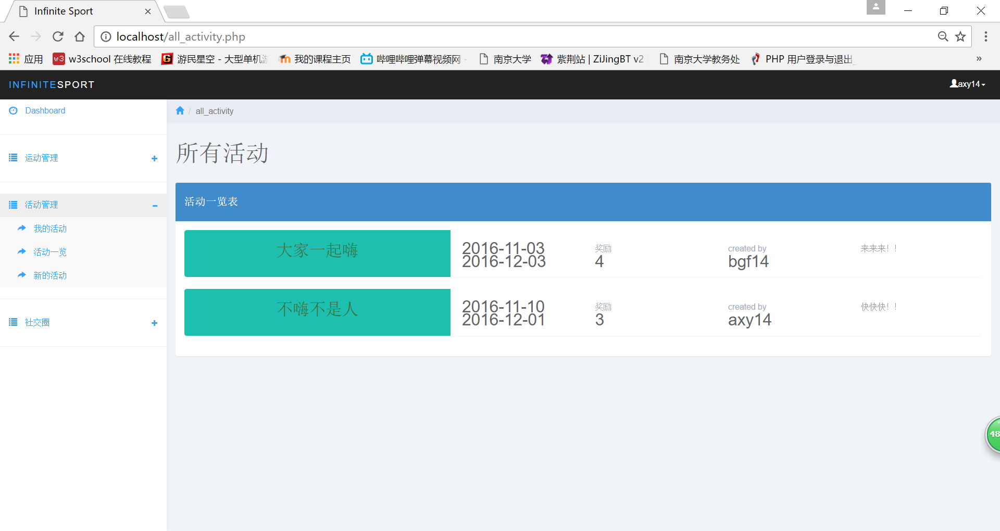 Infinite Sport
localhost/all_activity.php
应用
w3school 在线教程
游民星空 - 大型单机游
我的课程主页
哔哩哔哩弹幕视频网 -
南京大学
紫荆站 | ZiJingBT v2
南京大学教务处
PHP 用户登录与退出_
»
INFINITESPORT
axy14
Dashboard
/ all_activity
所有活动
运动管理
活动管理
我的活动
活动一览
新的活动
社交圈
活动一览表
大家一起嗨
2016-11-03
2016-12-03
奖励
4
created by
bgf14
来来来！！
不嗨不是人
2016-11-10
2016-12-01
奖励
3
created by
axy14
快快快！！
48